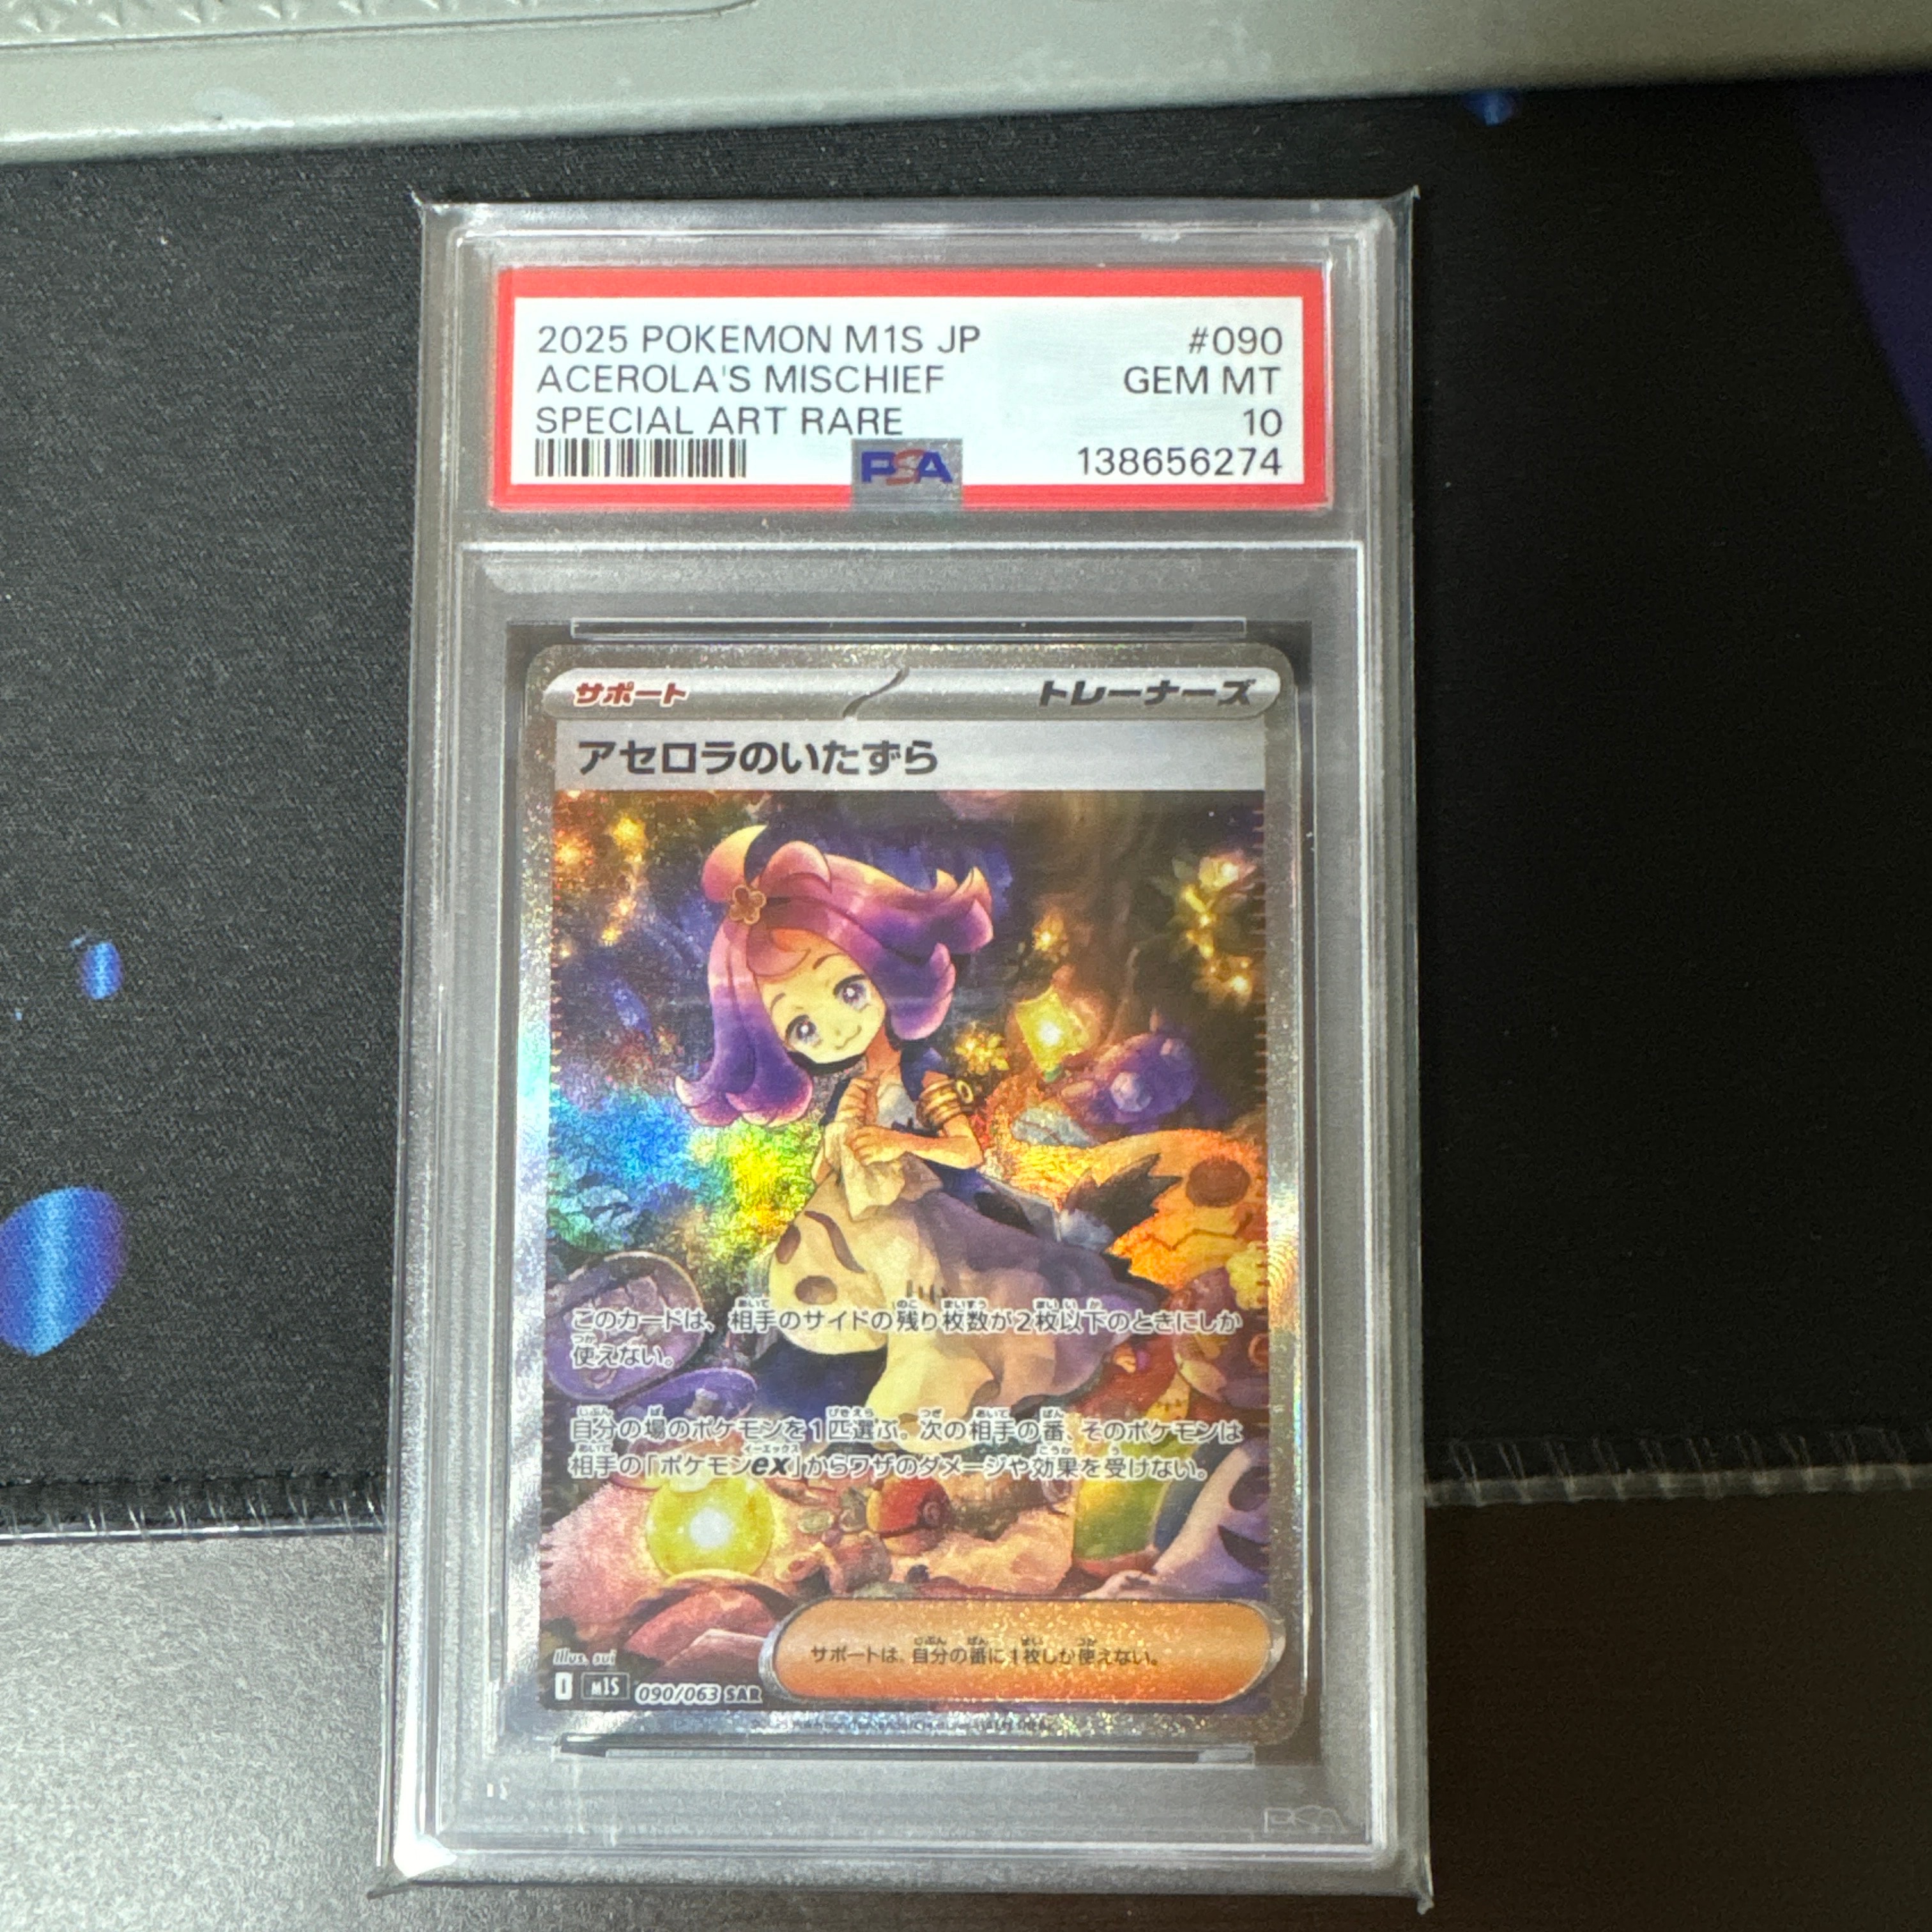 2025 POKEMON M1S JP #090
ACEROLA'S MISCHIEF GEM MT
SPECIAL ART RARE 10
PSA 138656274
サポート トレーナーズ
アセロラのいたずら
このカードは、相手のサイドの残り枚数が2枚以下のときにしか
使えない。
自分の場のポケモンを1匹選ぶ。次の相手の番、そのポケモンは
相手の「ポケモンex」からワザのダメージや効果を受けない。
サポートは、自分の番に1枚しか使えない。
Illus. sui
I M1S 090/063 SAR
PSA